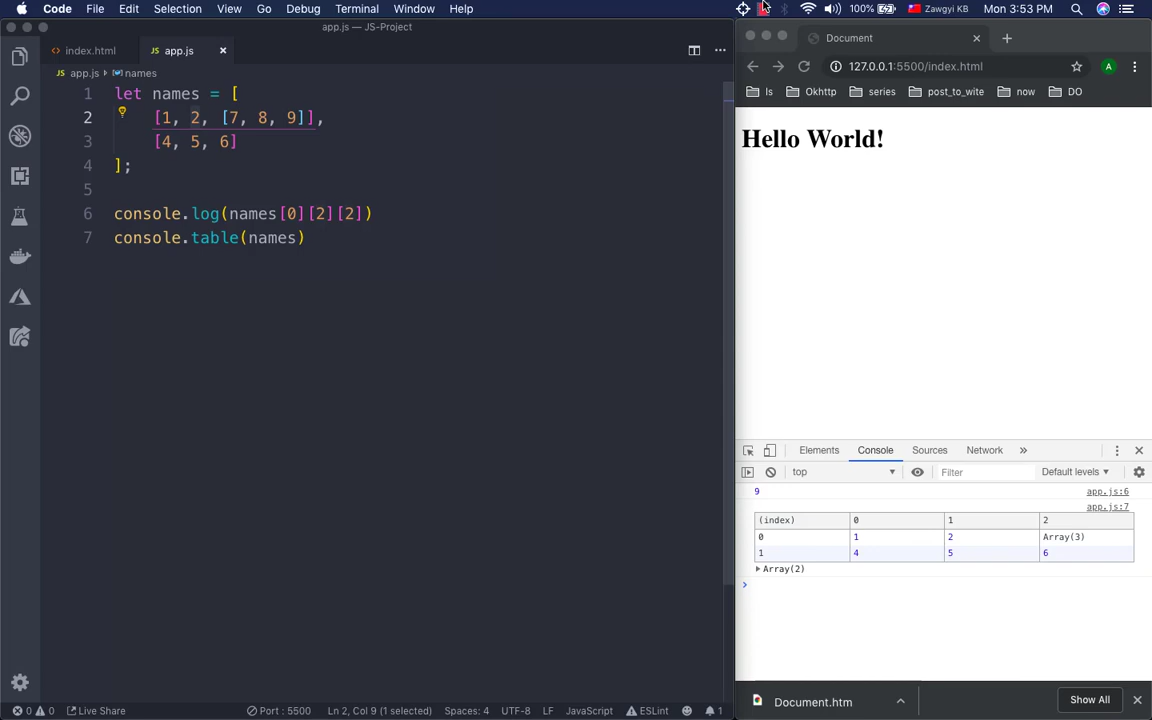 Code File Edit Selection View Go Debug Terminal Window Help 100% Zawgyi KB Mon 3:53 PM
app.js — JS-Project
index.html JS app.js
JS app.js names
1 let names = [
2 [1, 2, [7, 8, 9]],
3 [4, 5, 6]
4 ];
5
6 console.log(names[0][2][2])
7 console.table(names)
0 0 Live Share Port : 5500 Ln 2, Col 9 (1 selected) Spaces: 4 UTF-8 LF JavaScript ESLint 1
Document
127.0.0.1:5500/index.html A
ls Okhttp series post_to_wite now DO
Hello World!
Elements Console Sources Network »
top Filter Default levels
9 app.js:6
app.js:7
(index) 0 1 2
0 1 2 Array(3)
1 4 5 6
Array(2)
Document.htm Show All